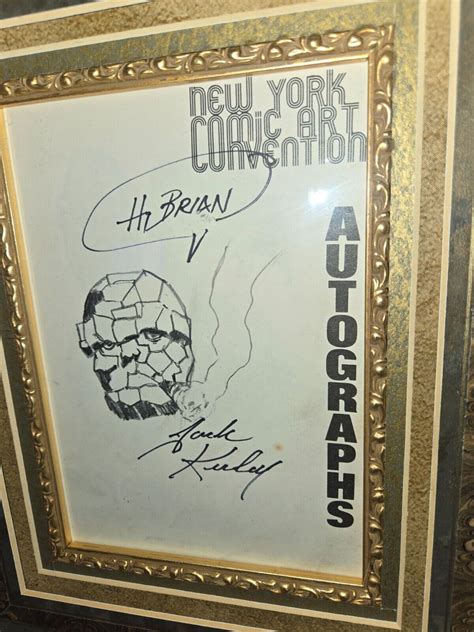 NEW YORK
COMIC ART
CONVENTION
HI BRIAN
AUTOGRAPHS
Jack
Kirby